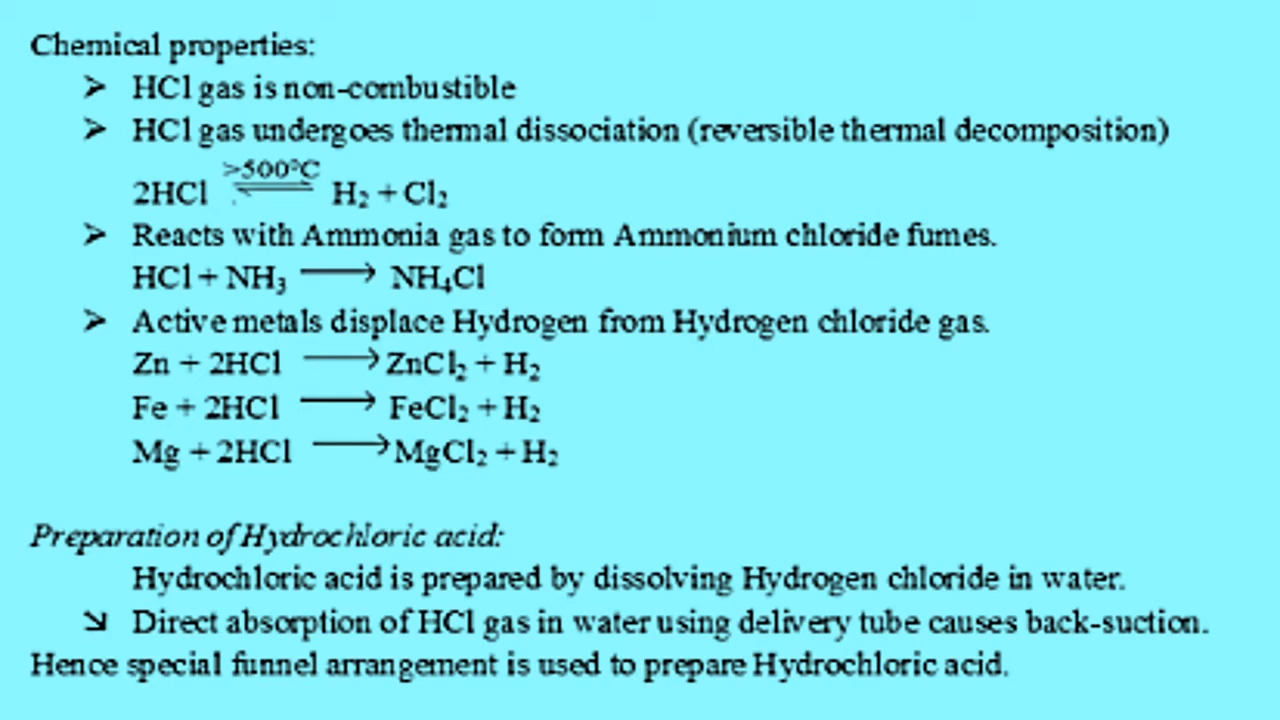 Chemical properties:
➤ HCl gas is non-combustible
➤ HCl gas undergoes thermal dissociation (reversible thermal decomposition)
>500°C
2HCl ⇌ H₂ + Cl₂
➤ Reacts with Ammonia gas to form Ammonium chloride fumes.
HCl + NH₃ ⟶ NH₄Cl
➤ Active metals displace Hydrogen from Hydrogen chloride gas.
Zn + 2HCl ⟶ ZnCl₂ + H₂
Fe + 2HCl ⟶ FeCl₂ + H₂
Mg + 2HCl ⟶ MgCl₂ + H₂
Preparation of Hydrochloric acid:
Hydrochloric acid is prepared by dissolving Hydrogen chloride in water.
↘ Direct absorption of HCl gas in water using delivery tube causes back-suction.
Hence special funnel arrangement is used to prepare Hydrochloric acid.